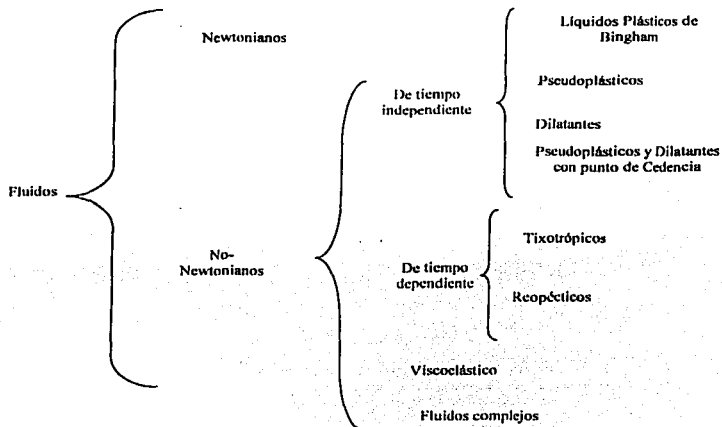 Fluidos
Newtonianos
No-
Newtonianos
De tiempo
independiente
Líquidos Plásticos de
Bingham
Pseudoplásticos
Dilatantes
Pseudoplásticos y Dilatantes
con punto de Cedencia
De tiempo
dependiente
Tixotrópicos
Reopécticos
Viscoelástico
Fluidos complejos